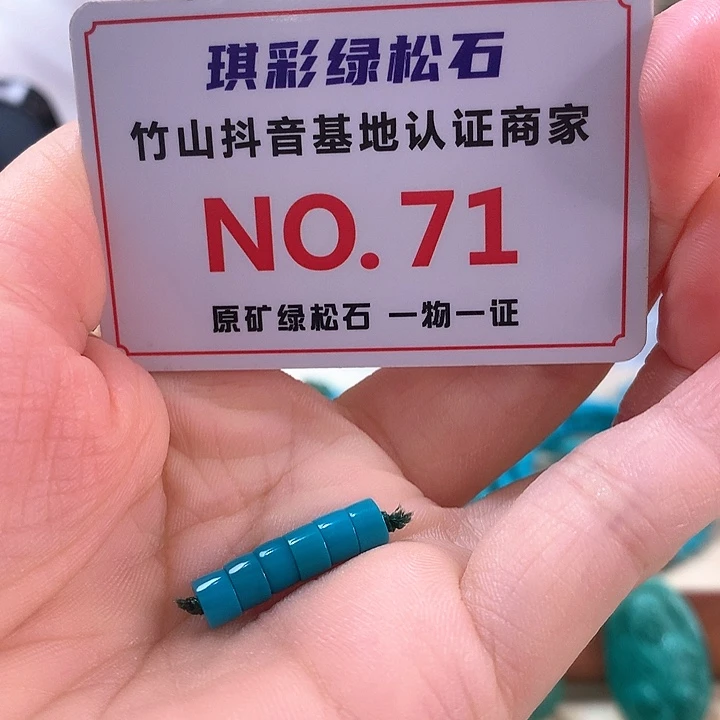 琪彩绿松石
竹山抖音基地认证商家
NO.71
原矿绿松石 一物一证